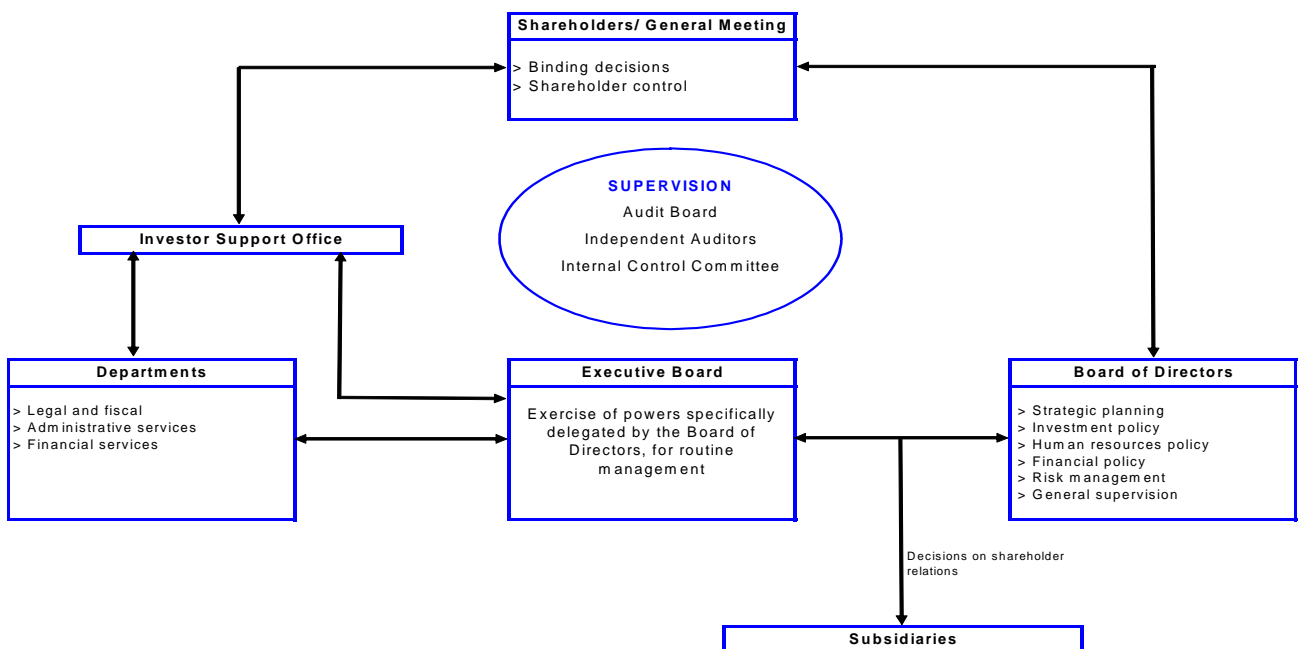 Shareholders/ General Meeting
> Binding decisions
> Shareholder control
SUPERVISION
Audit Board
Independent Auditors
Internal Control Committee
Investor Support Office
Departments
> Legal and fiscal
> Administrative services
> Financial services
Executive Board
Exercise of powers specifically
delegated by the Board of
Directors, for routine
management
Board of Directors
> Strategic planning
> Investment policy
> Human resources policy
> Financial policy
> Risk management
> General supervision
Decisions on shareholder
relations
Subsidiaries